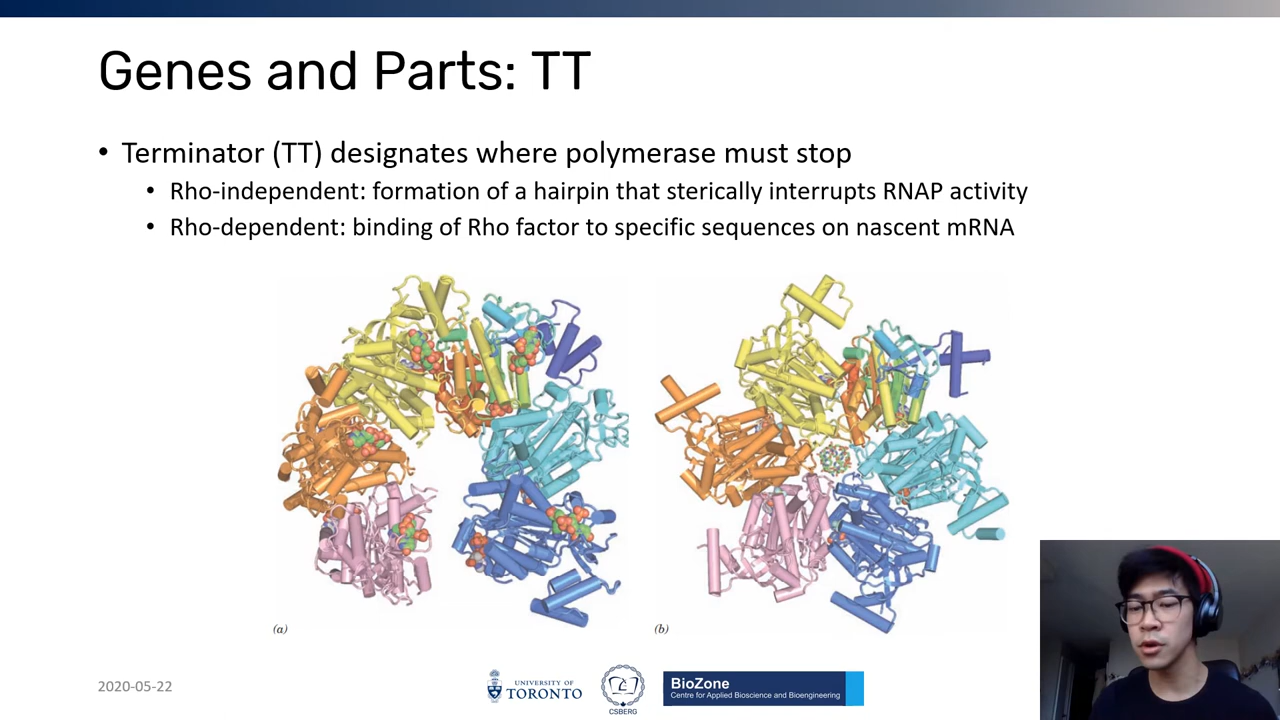 Genes and Parts: TT
• Terminator (TT) designates where polymerase must stop
• Rho-independent: formation of a hairpin that sterically interrupts RNAP activity
• Rho-dependent: binding of Rho factor to specific sequences on nascent mRNA
(a)
(b)
2020-05-22
UNIVERSITY OF
TORONTO
CSBERG
BioZone
Centre for Applied Bioscience and Bioengineering